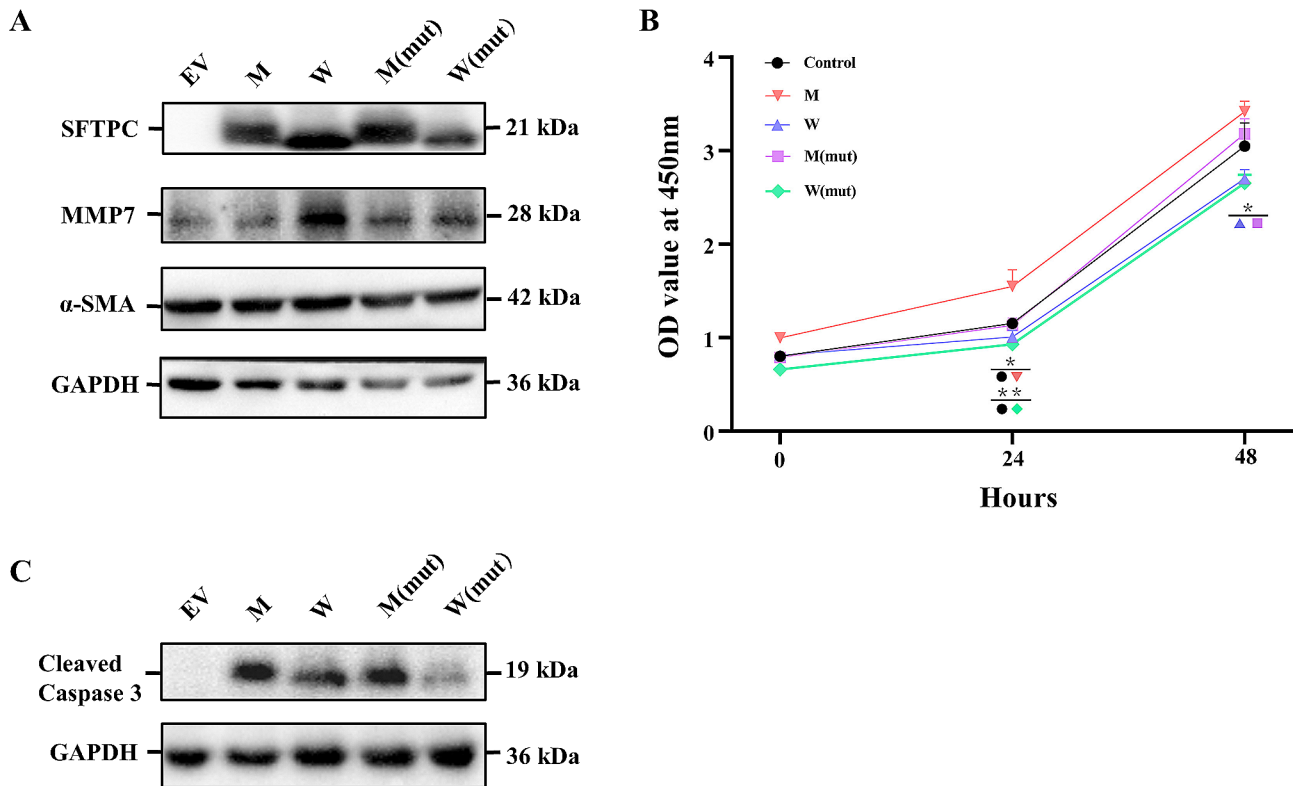 A
EV M W M(mut) W(mut)
SFTPC 21 kDa
MMP7 28 kDa
α-SMA 42 kDa
GAPDH 36 kDa
B
Control
M
W
M(mut)
W(mut)
OD value at 450nm
4
3
2
1
0
*
* *
*
0 24 48
Hours
C
EV M W M(mut) W(mut)
Cleaved
Caspase 3 19 kDa
GAPDH 36 kDa